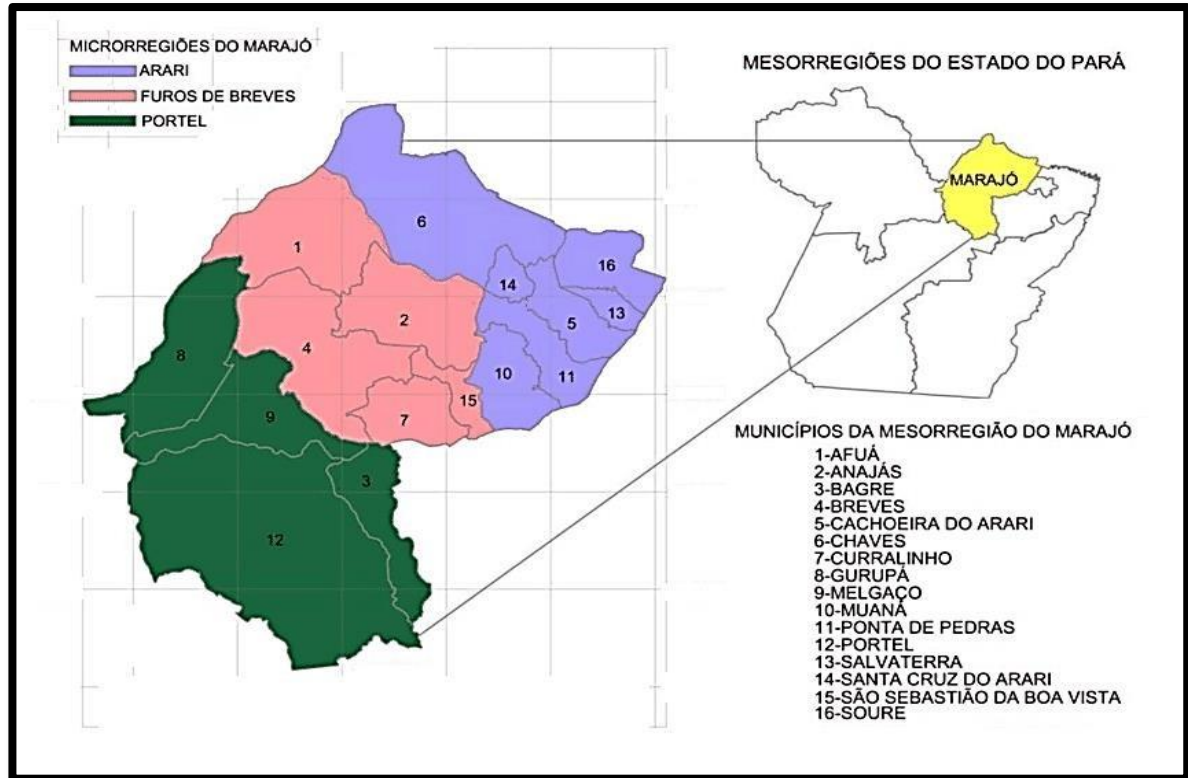 MICRORREGIÕES DO MARAJÓ
ARARI
FUROS DE BREVES
PORTEL
MESORREGIÕES DO ESTADO DO PARÁ
MARAJÓ
6
1
16
14
13
5
2
4
8
10
11
15
9
7
3
12
MUNICÍPIOS DA MESORREGIÃO DO MARAJÓ
1-AFUÁ
2-ANAJÁS
3-BAGRE
4-BREVES
5-CACHOEIRA DO ARARI
6-CHAVES
7-CURRALINHO
8-GURUPÁ
9-MELGAÇO
10-MUANÁ
11-PONTA DE PEDRAS
12-PORTEL
13-SALVATERRA
14-SANTA CRUZ DO ARARI
15-SÃO SEBASTIÃO DA BOA VISTA
16-SOURE